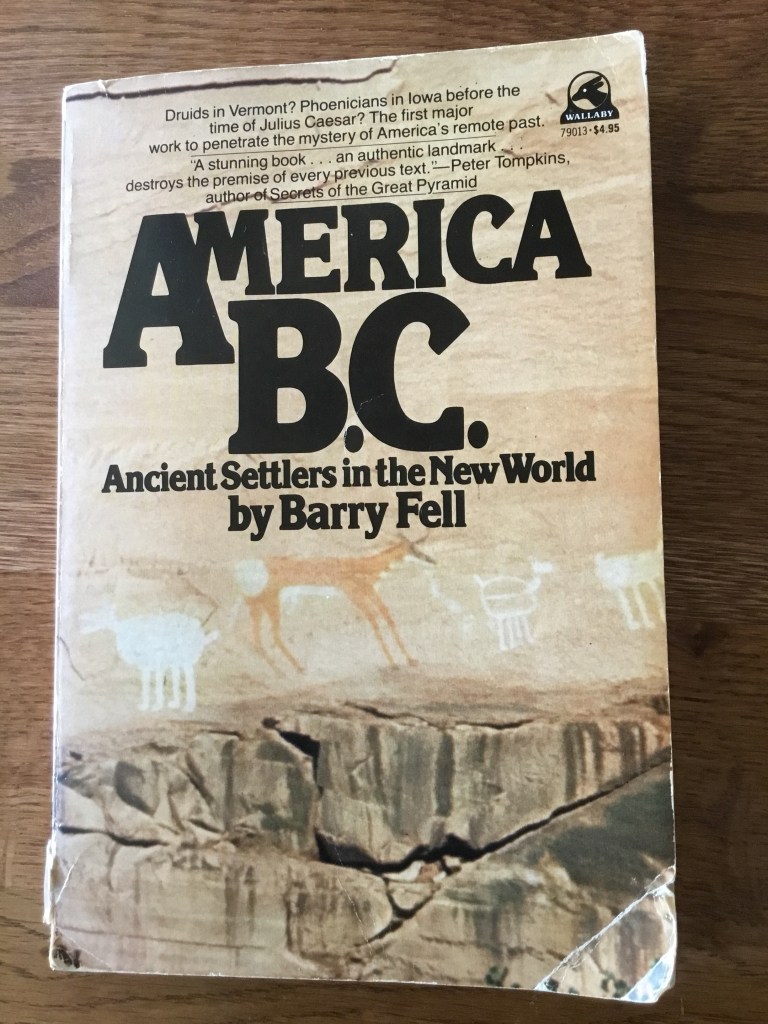 Druids in Vermont? Phoenicians in Iowa before the
time of Julius Caesar? The first major
work to penetrate the mystery of America's remote past.
"A stunning book . . . an authentic landmark . . .
destroys the premise of every previous text."—Peter Tompkins,
author of Secrets of the Great Pyramid
WALLABY
79013·$4.95
AMERICA
B.C.
Ancient Settlers in the New World
by Barry Fell